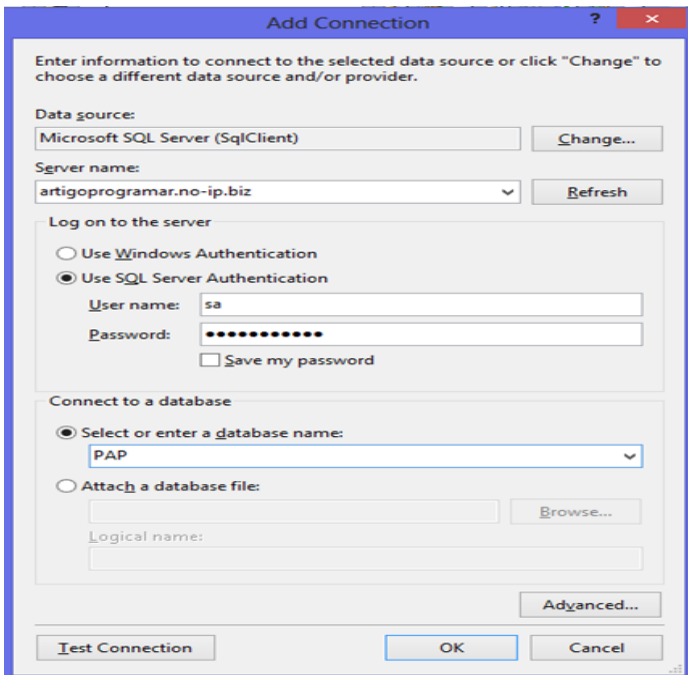 Add Connection
?
Enter information to connect to the selected data source or click "Change" to
choose a different data source and/or provider.
Data source:
Microsoft SQL Server (SqlClient)
Change...
Server name:
artigoprogramar.no-ip.biz
Refresh
Log on to the server
Use Windows Authentication
Use SQL Server Authentication
User name:
sa
Password:
●●●●●●●●●●●
Save my password
Connect to a database
Select or enter a database name:
PAP
Attach a database file:
Browse...
Logical name:
Advanced...
Test Connection
OK
Cancel